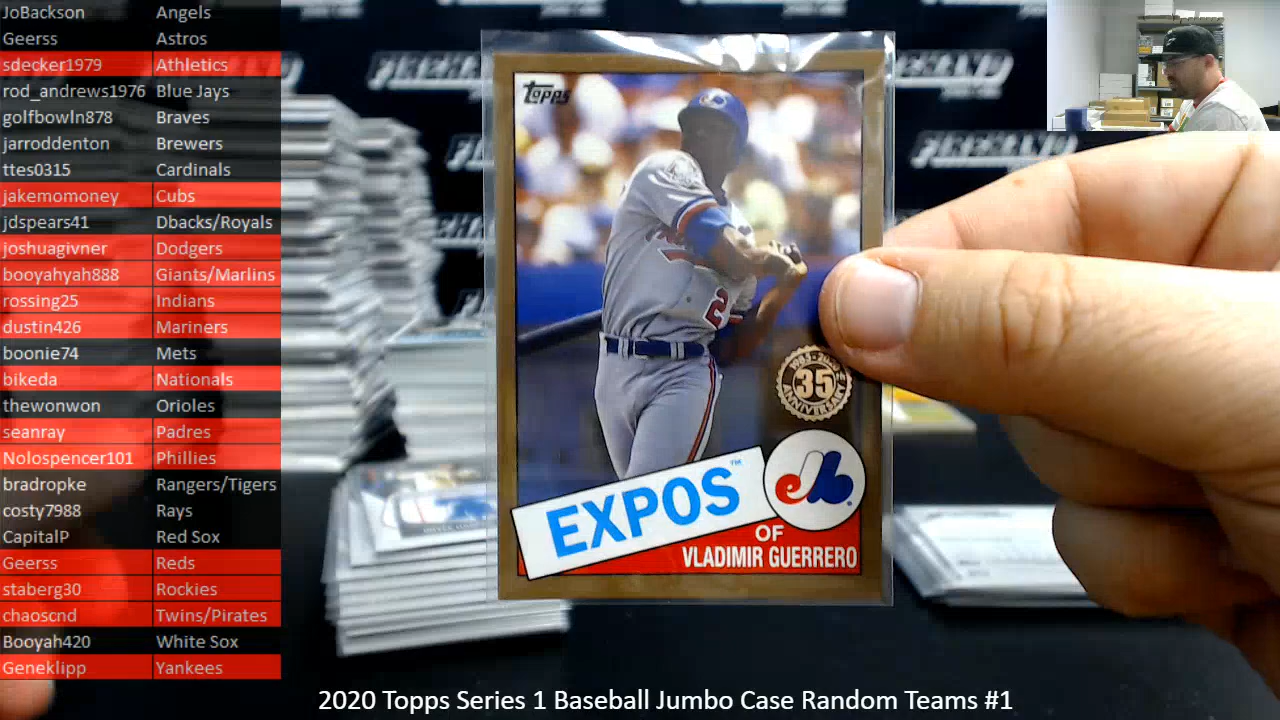 JoBackson Angels
Geerss Astros
sdecker1979 Athletics
rod_andrews1976 Blue Jays
golfbowln878 Braves
jarroddenton Brewers
ttes0315 Cardinals
jakemomoney Cubs
jdspears41 Dbacks/Royals
joshuagivner Dodgers
booyahyah888 Giants/Marlins
rossing25 Indians
dustin426 Mariners
boonie74 Mets
bikeda Nationals
thewonwon Orioles
seanray Padres
Nolospencer101 Phillies
bradropke Rangers/Tigers
costy7988 Rays
CapitalP Red Sox
Geerss Reds
staberg30 Rockies
chaoscnd Twins/Pirates
Booyah420 White Sox
Geneklipp Yankees
Topps
2
35
ANNIVERSARY
EXPOS™
OF
VLADIMIR GUERRERO
2020 Topps Series 1 Baseball Jumbo Case Random Teams #1